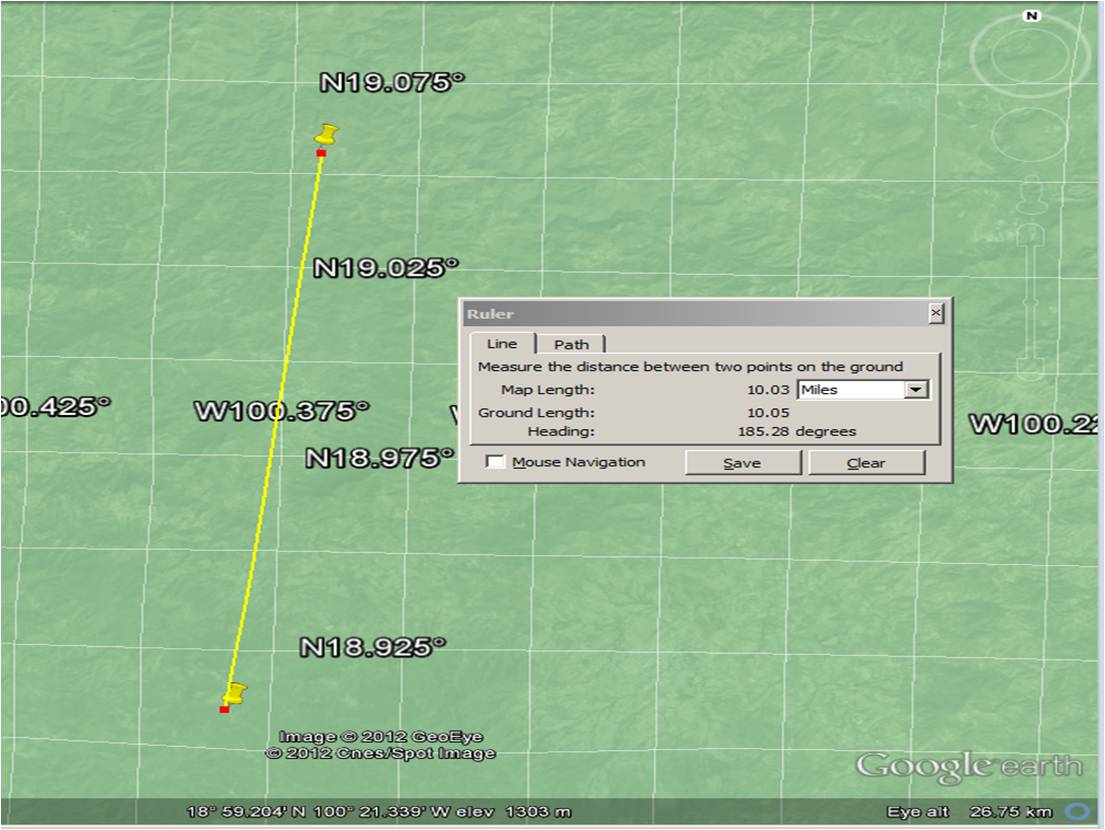 N
N19.075°
N19.025°
Ruler
Line Path
Measure the distance between two points on the ground
Map Length: 10.03 Miles
Ground Length: 10.05
Heading: 185.28 degrees
Mouse Navigation Save Clear
00.425°
W100.375°
W100.22
N18.975°
N18.925°
Image © 2012 GeoEye
© 2012 Cnes/Spot Image
Google earth
18° 59.204' N 100° 21.339' W elev 1303 m
Eye alt 26.75 km